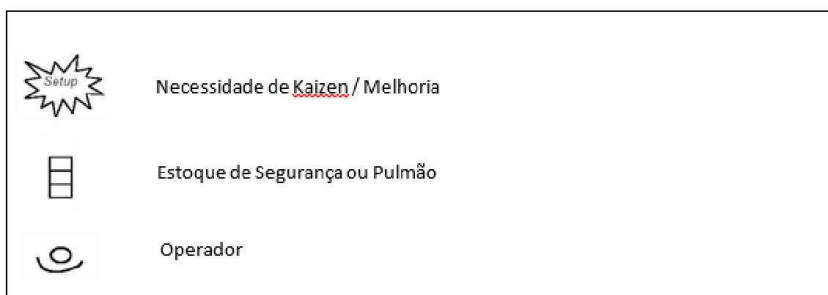 Setup
Necessidade de Kaizen / Melhoria
Estoque de Segurança ou Pulmão
Operador